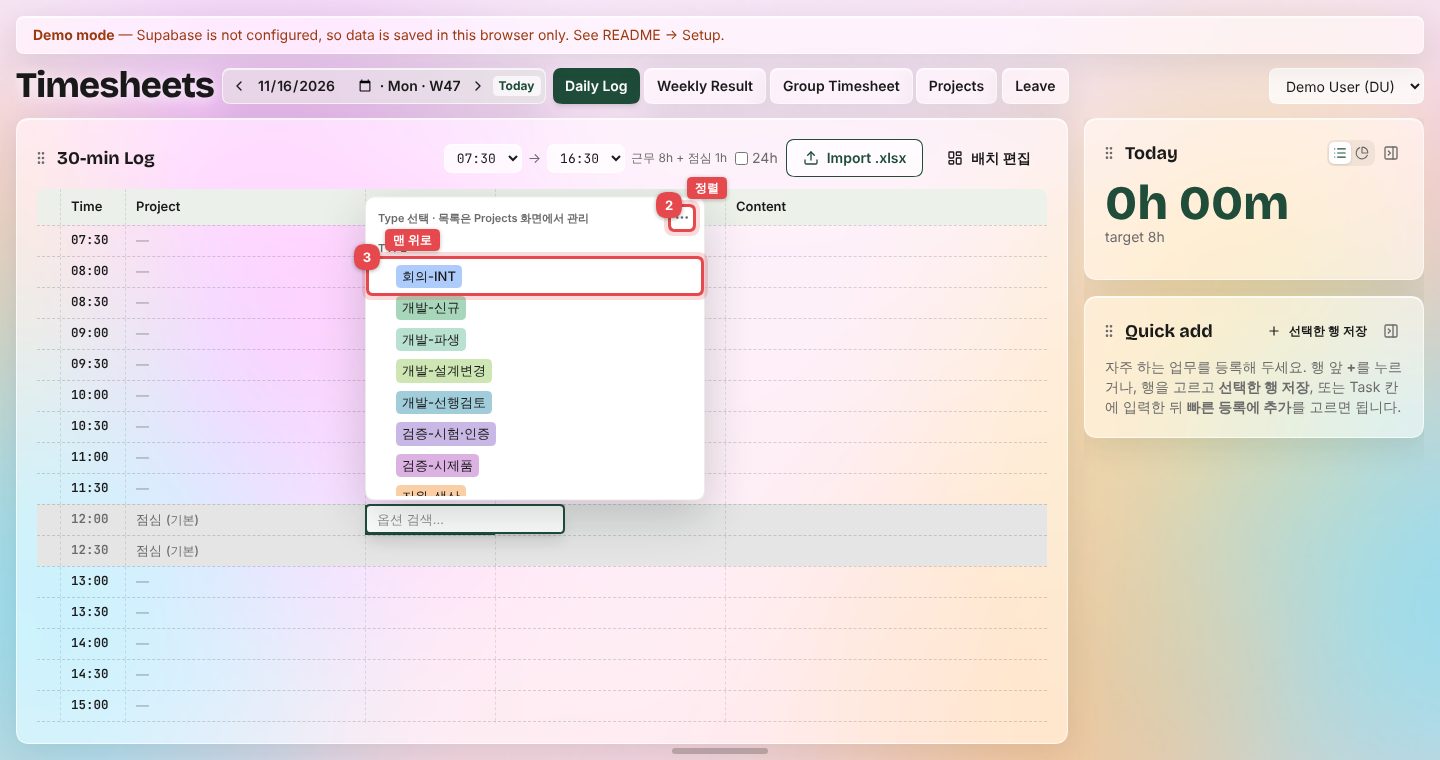 Demo mode — Supabase is not configured, so data is saved in this browser only. See README → Setup.
Timesheets
11/16/2026 · Mon · W47 Today
Daily Log
Weekly Result
Group Timesheet
Projects
Leave
Demo User (DU)
30-min Log
07:30 → 16:30 근무 8h + 점심 1h 24h
Import .xlsx
배치 편집
Time Project Content
정렬
2
Type 선택 · 목록은 Projects 화면에서 관리
맨 위로
3
회의-INT
개발-신규
개발-파생
개발-설계변경
개발-선행검토
검증-시험·인증
검증-시제품
옵션 검색...
07:30 —
08:00 —
08:30 —
09:00 —
09:30 —
10:00 —
10:30 —
11:00 —
11:30 —
12:00 점심 (기본)
12:30 점심 (기본)
13:00 —
13:30 —
14:00 —
14:30 —
15:00 —
Today
0h 00m
target 8h
Quick add
+ 선택한 행 저장
자주 하는 업무를 등록해 두세요. 행 앞 +를 누르
거나, 행을 고르고 선택한 행 저장, 또는 Task 칸
에 입력한 뒤 빠른 등록에 추가를 고르면 됩니다.